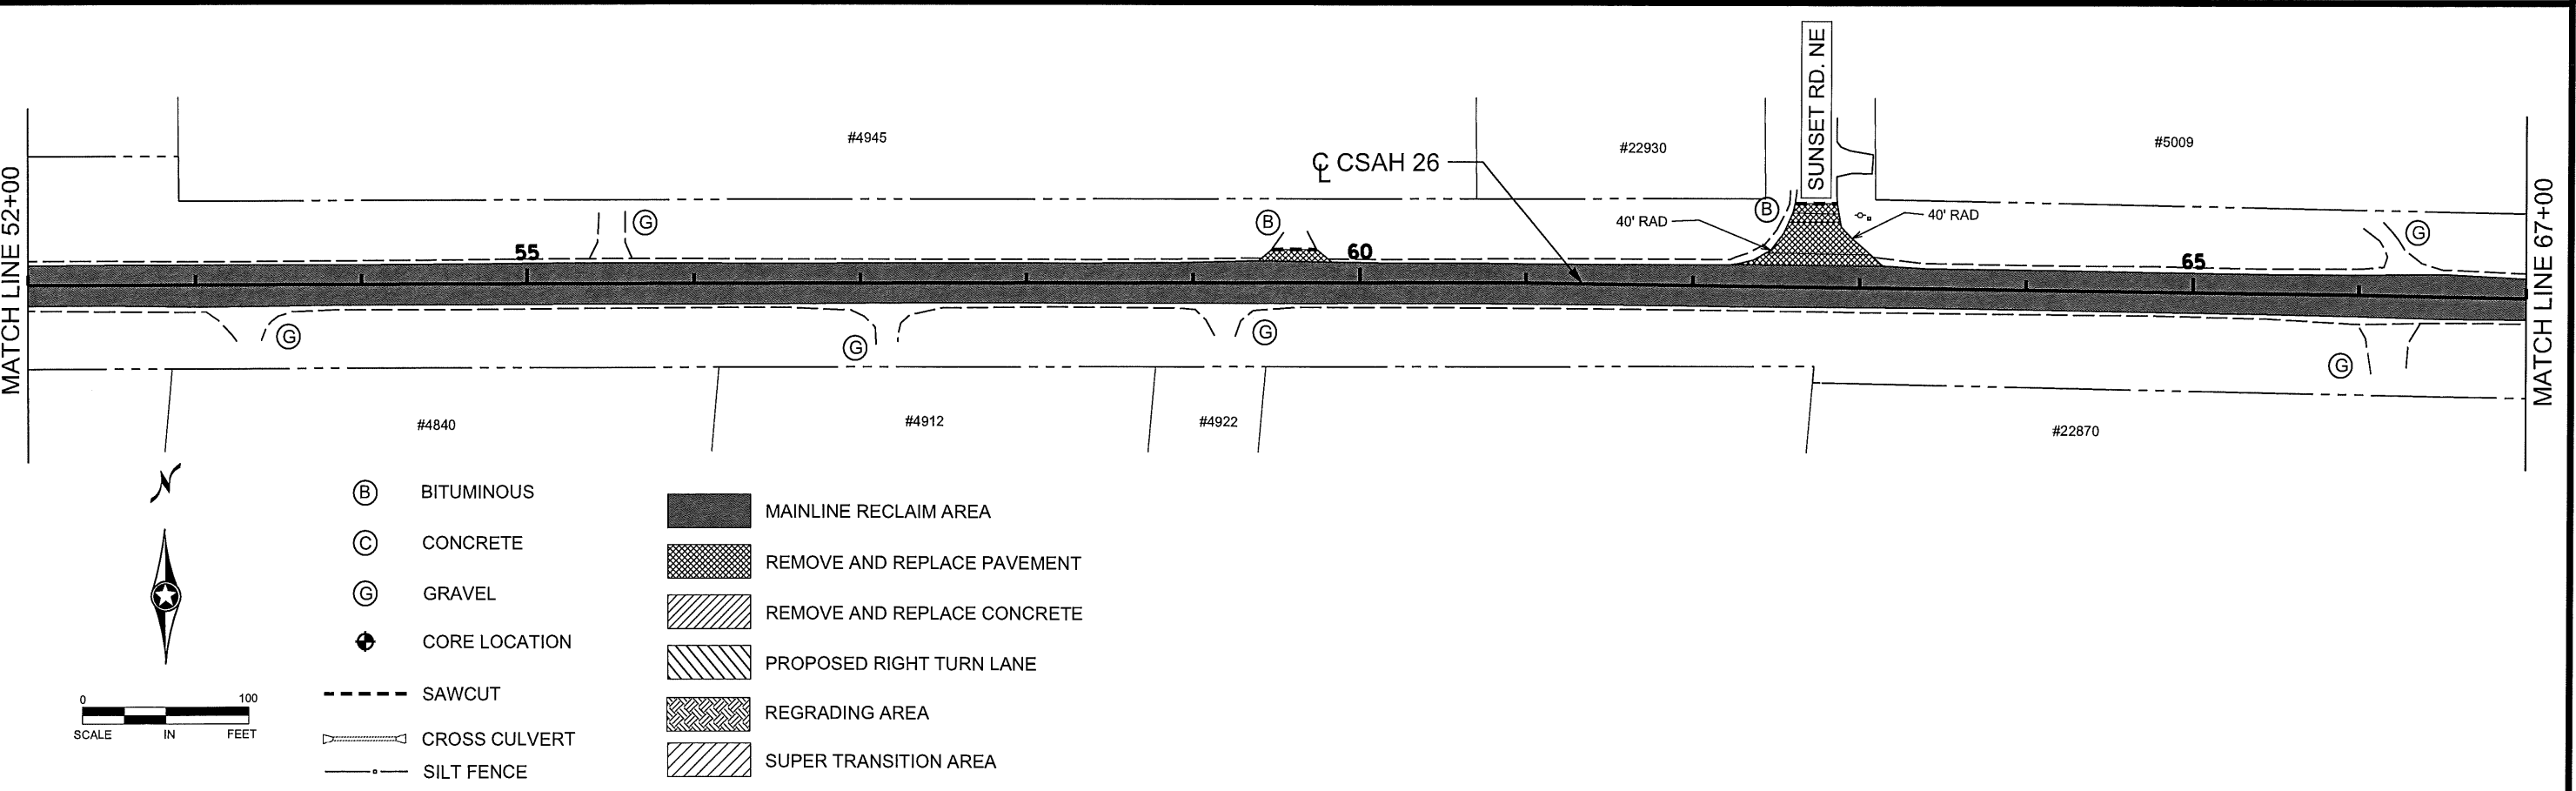 SUNSET RD. NE
#4945
#22930
#5009
℄ CSAH 26
MATCH LINE 52+00
MATCH LINE 67+00
40' RAD
B
40' RAD
G
B
G
55
60
65
G
G
G
G
#4840
#4912
#4922
#22870
N
B BITUMINOUS
C CONCRETE
G GRAVEL
CORE LOCATION
SAWCUT
CROSS CULVERT
SILT FENCE
MAINLINE RECLAIM AREA
REMOVE AND REPLACE PAVEMENT
REMOVE AND REPLACE CONCRETE
PROPOSED RIGHT TURN LANE
REGRADING AREA
SUPER TRANSITION AREA
0 100
SCALE IN FEET